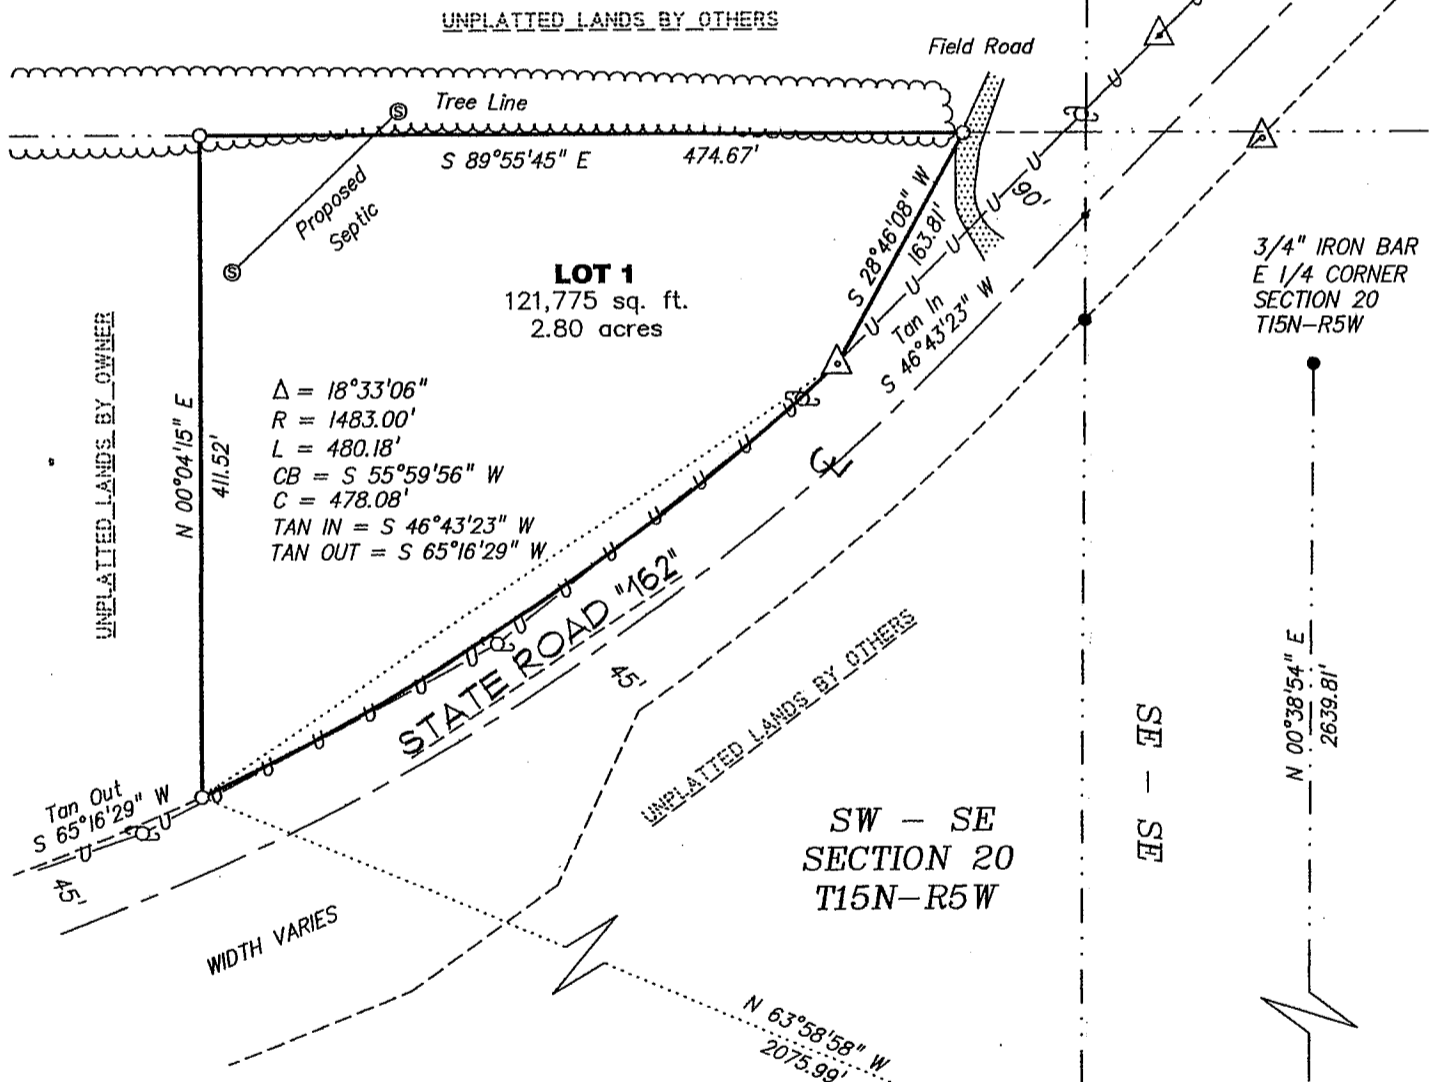 UNPLATTED LANDS BY OTHERS
Field Road
Tree Line
S 89°55'45" E 474.67'
Proposed
Septic
S 28°46'08" W
163.81'
90'
LOT 1
121,775 sq. ft.
2.80 acres
3/4" IRON BAR
E 1/4 CORNER
SECTION 20
T15N-R5W
Tan In
S 46°43'23" W
UNPLATTED LANDS BY OWNER
N 00°04'15" E
411.52'
Δ = 18°33'06"
R = 1483.00'
L = 480.18'
CB = S 55°59'56" W
C = 478.08'
TAN IN = S 46°43'23" W
TAN OUT = S 65°16'29" W
U U U U U U U U U U U U U U U U U U U U U
CL
STATE ROAD "162"
45'
UNPLATTED LANDS BY OTHERS
N 00°38'54" E
2639.81'
SE - SE
Tan Out
S 65°16'29" W
45'
SW - SE
SECTION 20
T15N-R5W
WIDTH VARIES
N 63°58'58" W
2075.99'
S
S